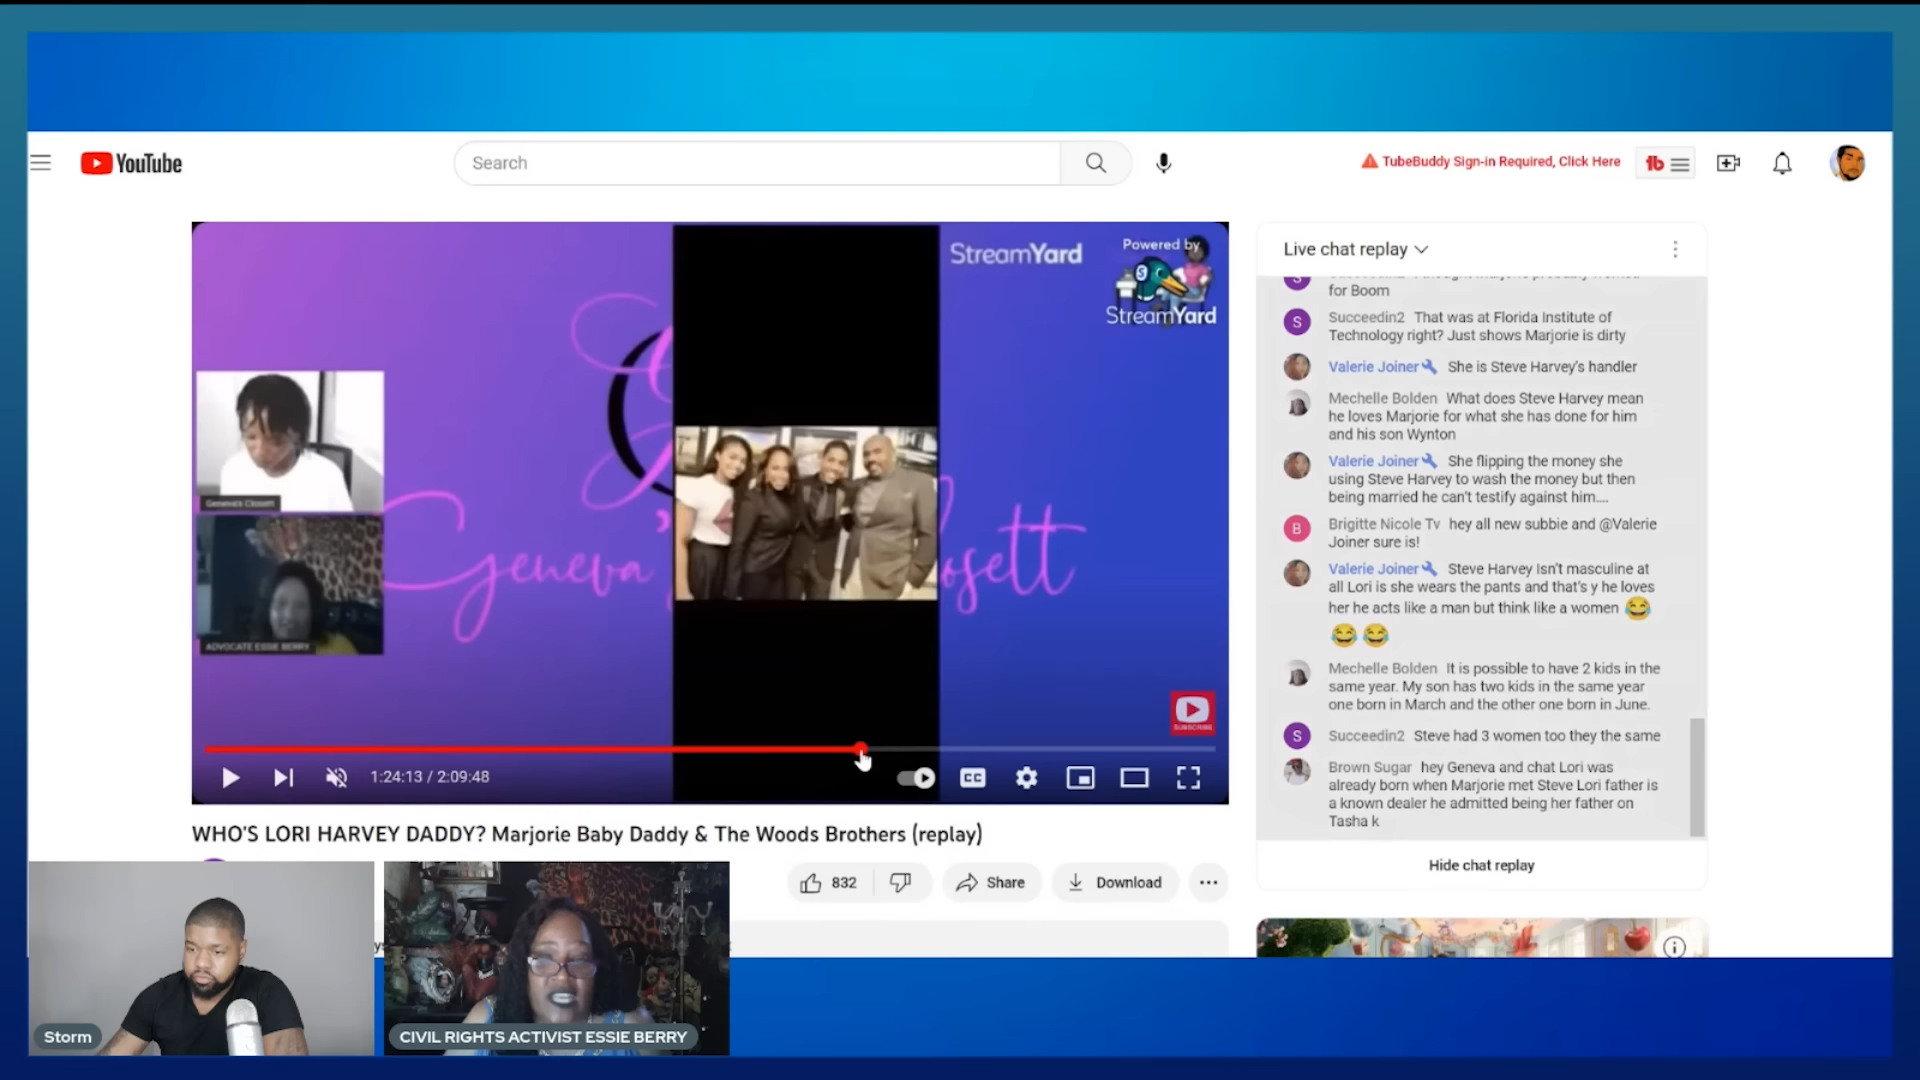 YouTube
Search
TubeBuddy Sign-in Required, Click Here
tb
StreamYard
Powered by
StreamYard
Geneva's Closett
Geneva's Closett
ADVOCATE ESSIE BERRY
SUBSCRIBE
1:24:13 / 2:09:48
CC
WHO'S LORI HARVEY DADDY? Marjorie Baby Daddy & The Woods Brothers (replay)
832
Share
Download
Live chat replay
for Boom
Succeedin2 That was at Florida Institute of
Technology right? Just shows Marjorie is dirty
Valerie Joiner She is Steve Harvey's handler
Mechelle Bolden What does Steve Harvey mean
he loves Marjorie for what she has done for him
and his son Wynton
Valerie Joiner She flipping the money she
using Steve Harvey to wash the money but then
being married he can't testify against him....
Brigitte Nicole Tv hey all new subbie and @Valerie
Joiner sure is!
Valerie Joiner Steve Harvey Isn't masculine at
all Lori is she wears the pants and that's y he loves
her he acts like a man but think like a women 😂
😂😂
Mechelle Bolden It is possible to have 2 kids in the
same year. My son has two kids in the same year
one born in March and the other one born in June.
Succeedin2 Steve had 3 women too they the same
Brown Sugar hey Geneva and chat Lori was
already born when Marjorie met Steve Lori father is
a known dealer he admitted being her father on
Tasha k
Hide chat replay
Storm
CIVIL RIGHTS ACTIVIST ESSIE BERRY